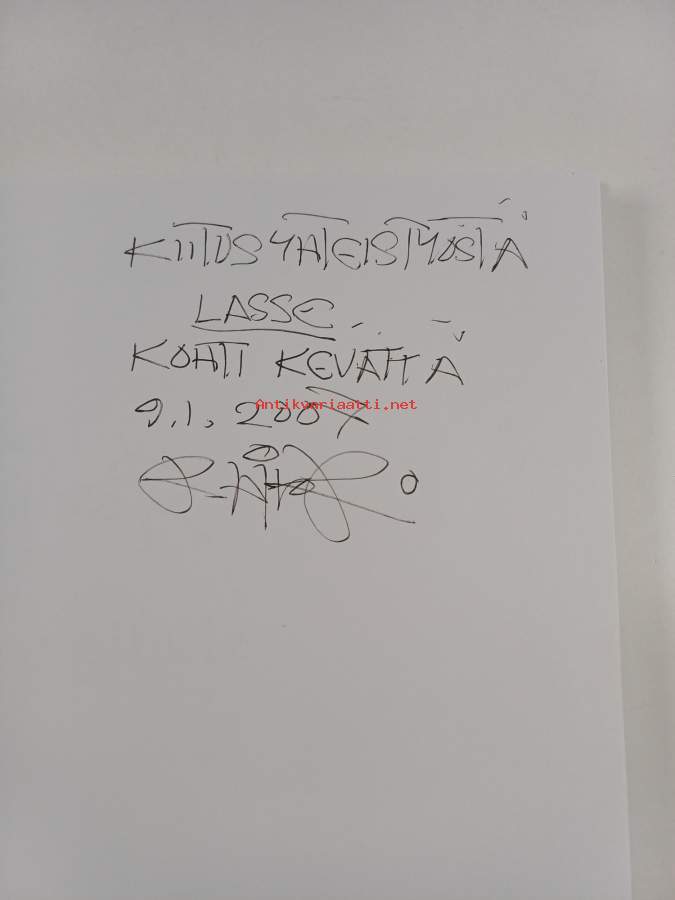 KIITOS YHTEISTYÖSTÄ
LASSE
KOHTI KEVÄTTÄ
9.1.2007
Antikvariaatti.net